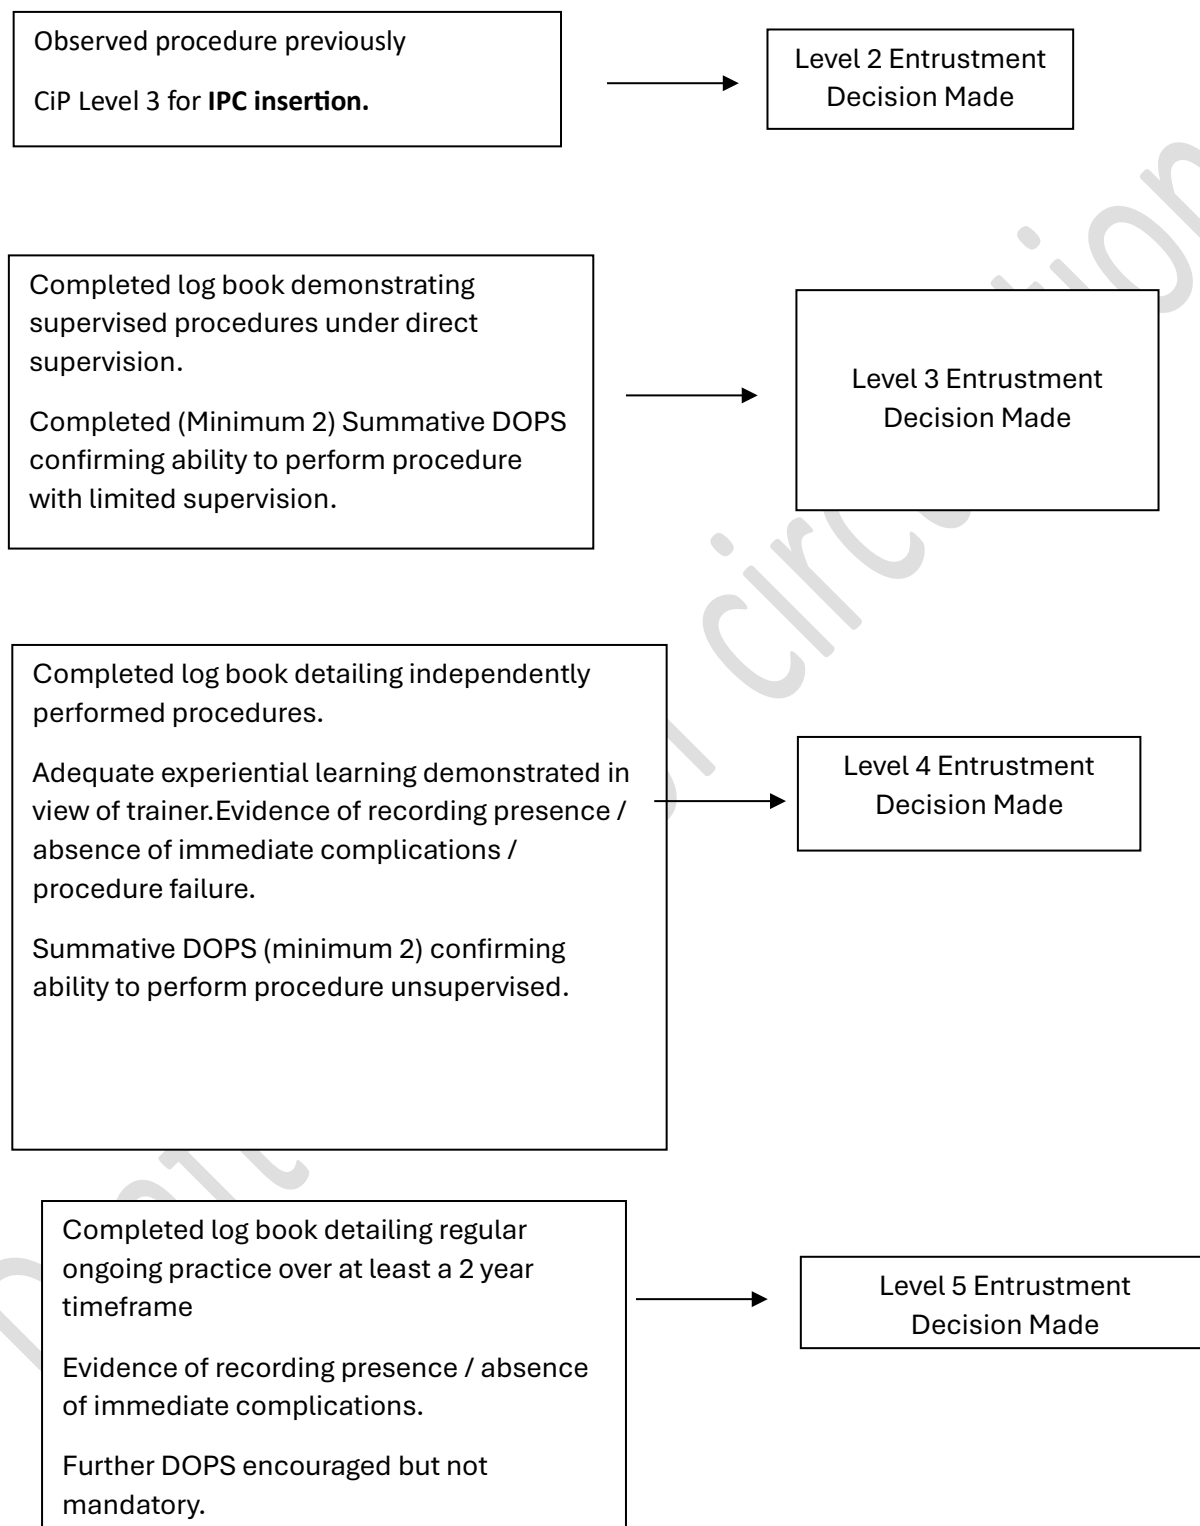 Observed procedure previously
CiP Level 3 for IPC insertion.
Level 2 Entrustment
Decision Made
Completed log book demonstrating
supervised procedures under direct
supervision.
Completed (Minimum 2) Summative DOPS
confirming ability to perform procedure
with limited supervision.
Level 3 Entrustment
Decision Made
Completed log book detailing independently
performed procedures.
Adequate experiential learning demonstrated in
view of trainer.Evidence of recording presence /
absence of immediate complications /
procedure failure.
Summative DOPS (minimum 2) confirming
ability to perform procedure unsupervised.
Level 4 Entrustment
Decision Made
Completed log book detailing regular
ongoing practice over at least a 2 year
timeframe
Evidence of recording presence / absence
of immediate complications.
Further DOPS encouraged but not
mandatory.
Level 5 Entrustment
Decision Made